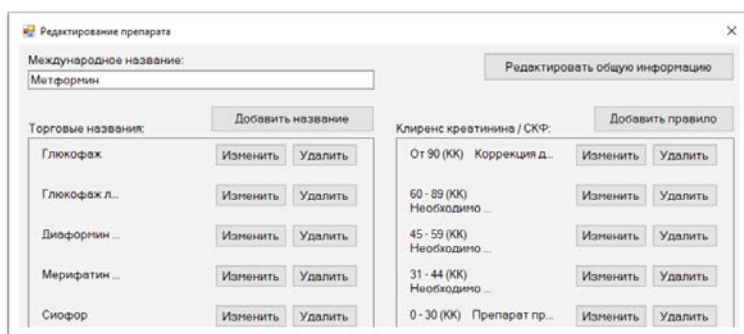 Редактирование препарата
Международное название:
Метформин
Редактировать общую информацию
Добавить название
Добавить правило
Торговые названия:
Клиренс креатинина / СКФ:
Глюкофаж Изменить Удалить
От 90 (КК) Коррекция д... Изменить Удалить
Глюкофаж л... Изменить Удалить
60 - 89 (КК)
Необходимо ... Изменить Удалить
Диаформин ... Изменить Удалить
45 - 59 (КК)
Необходимо ... Изменить Удалить
Мерифатин ... Изменить Удалить
31 - 44 (КК)
Необходимо ... Изменить Удалить
Сиофор Изменить Удалить
0 - 30 (КК) Препарат пр... Изменить Удалить